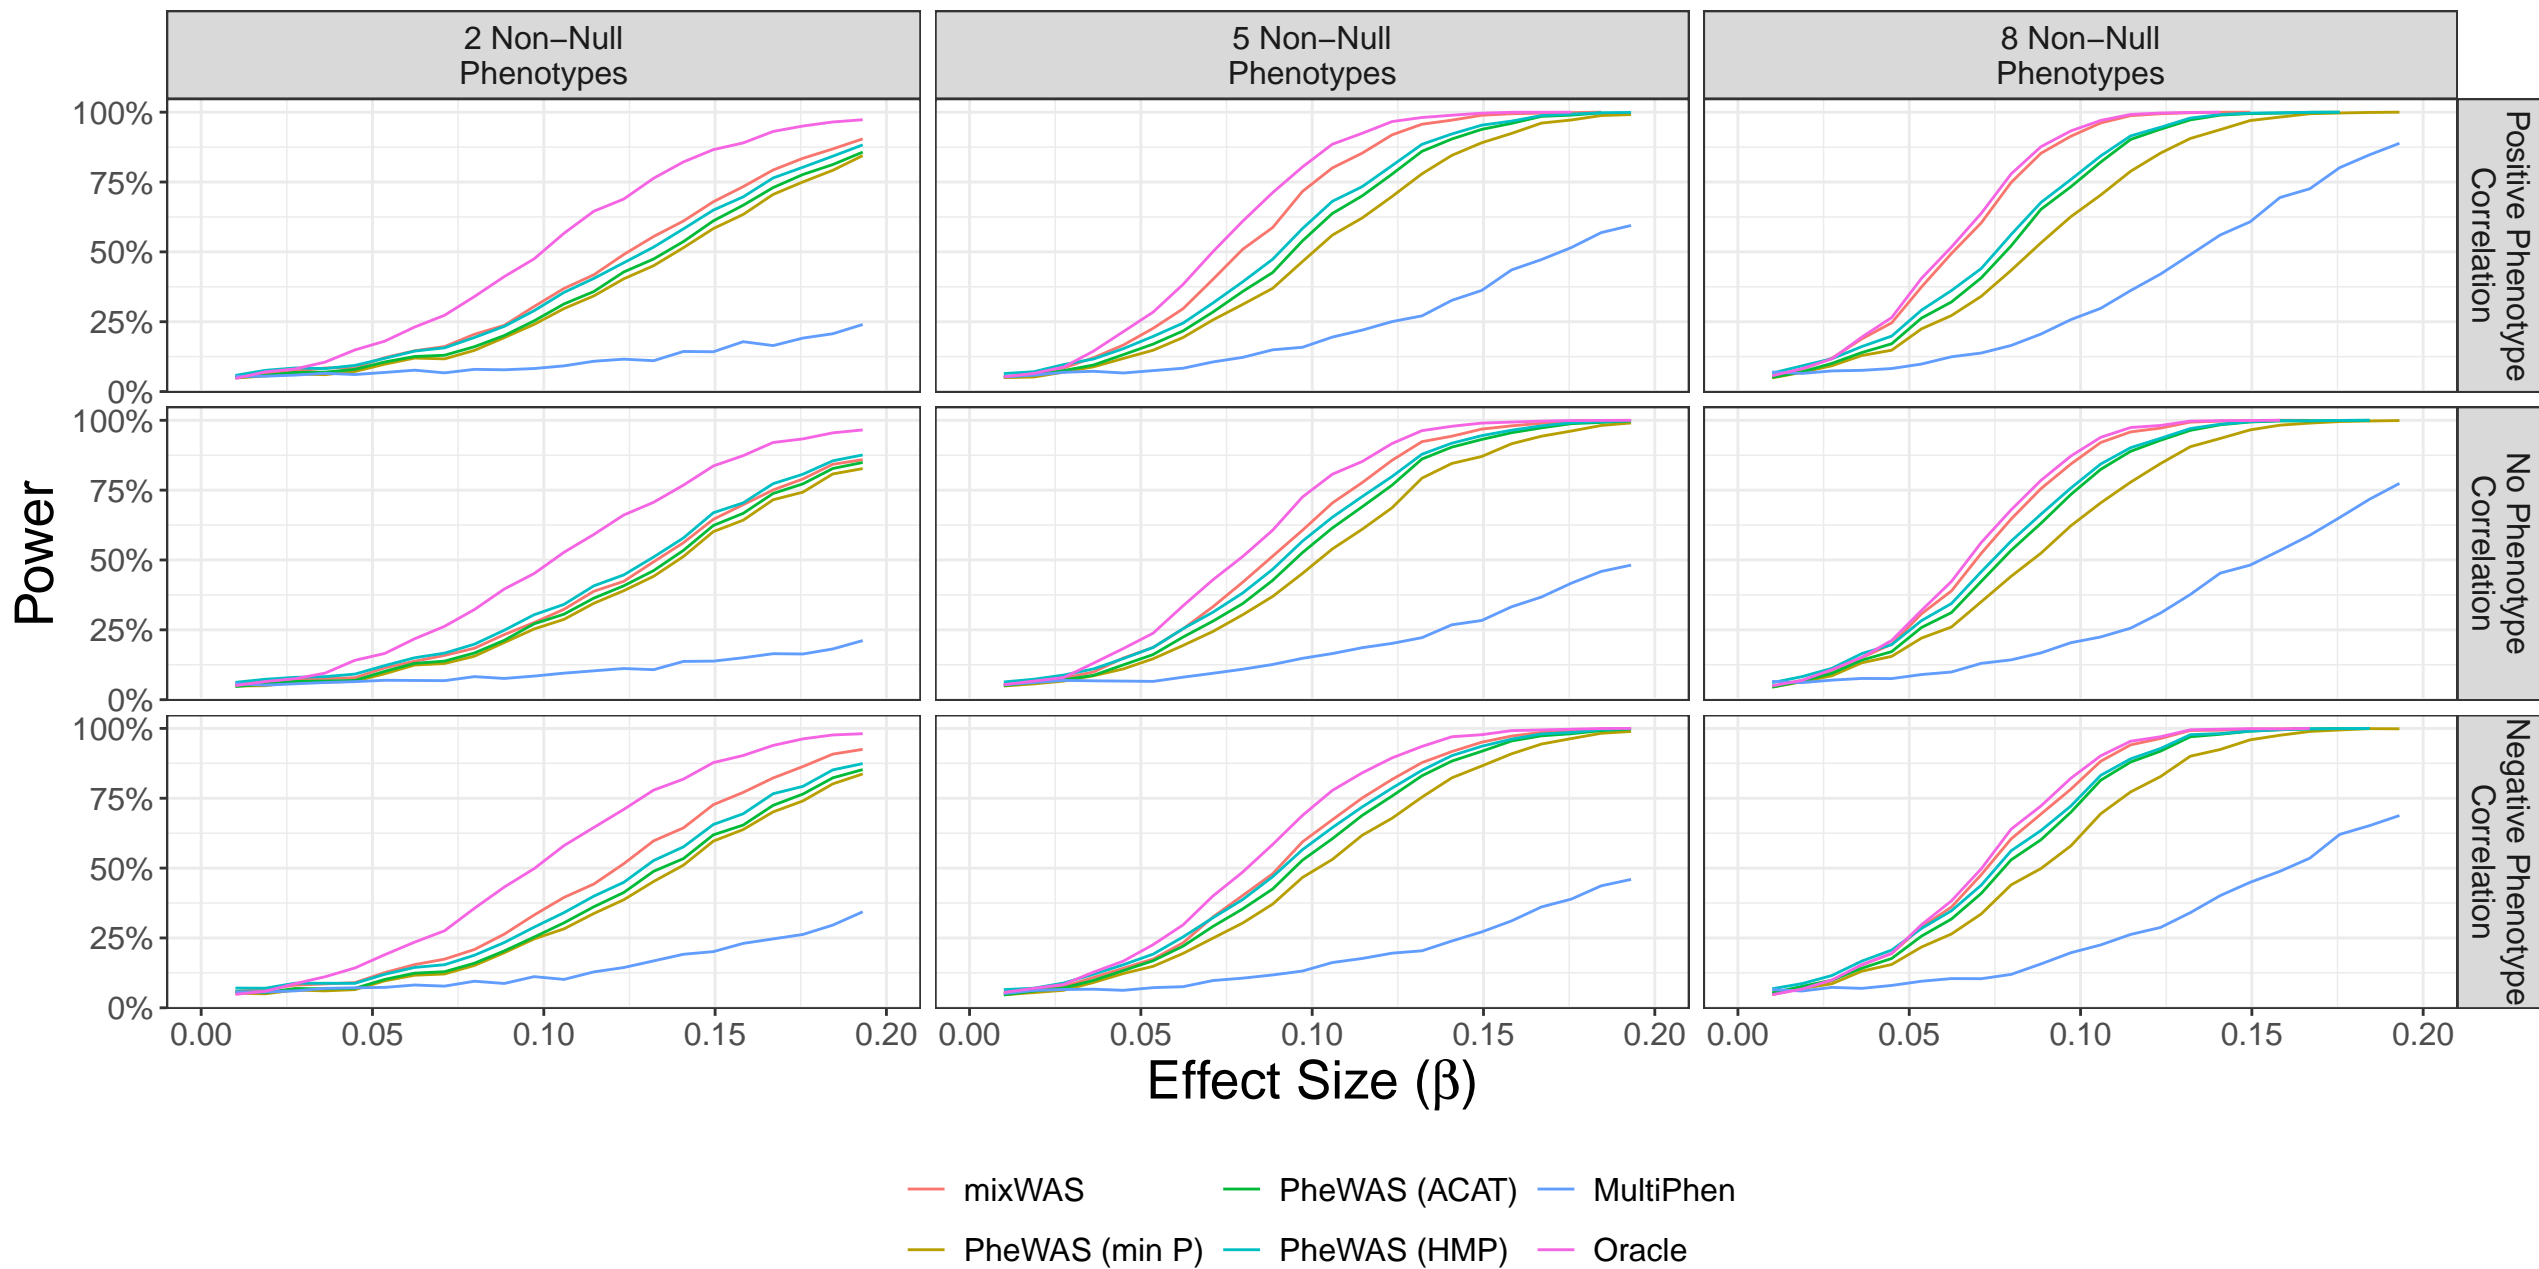 2 Non−Null
Phenotypes
5 Non−Null
Phenotypes
8 Non−Null
Phenotypes
100%
75%
50%
25%
0%
Positive Phenotype
Correlation
100%
75%
50%
25%
0%
No Phenotype
Correlation
100%
75%
50%
25%
0%
Negative Phenotype
Correlation
Power
0.00 0.05 0.10 0.15 0.20
0.00 0.05 0.10 0.15 0.20
0.00 0.05 0.10 0.15 0.20
Effect Size (β)
mixWAS PheWAS (ACAT) MultiPhen
PheWAS (min P) PheWAS (HMP) Oracle